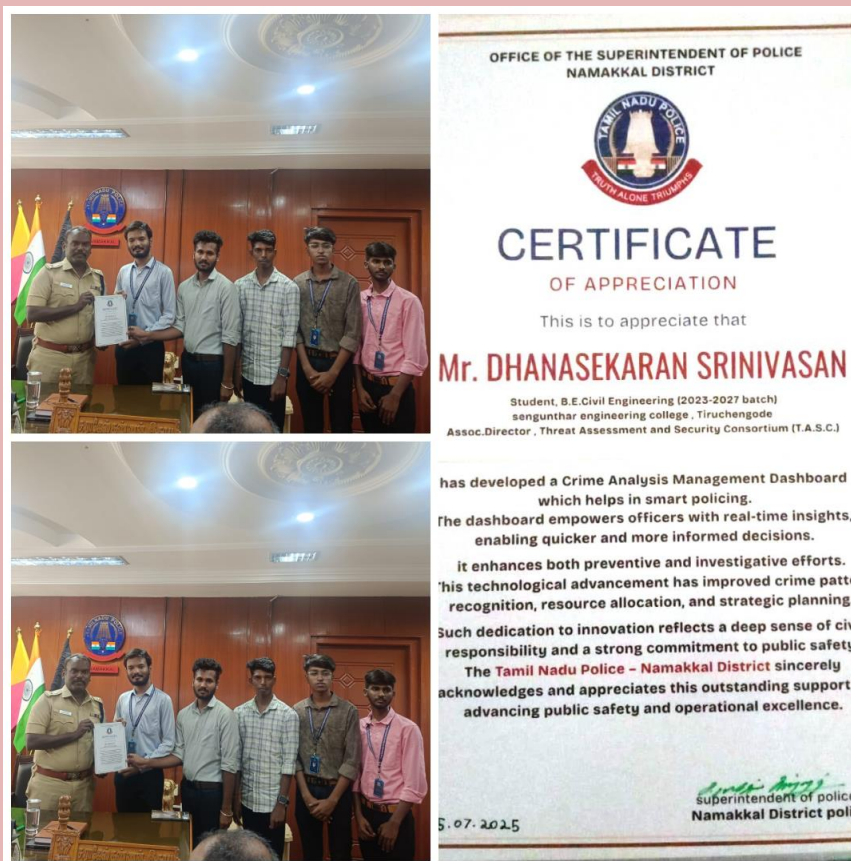 TAMIL NADU POLICE
NAMAKKAL
OFFICE OF THE SUPERINTENDENT OF POLICE
NAMAKKAL DISTRICT
TAMIL NADU POLICE
TRUTH ALONE TRIUMPHS
CERTIFICATE
OF APPRECIATION
This is to appreciate that
Mr. DHANASEKARAN SRINIVASAN
Student, B.E.Civil Engineering (2023-2027 batch)
sengunthar engineering college , Tiruchengode
Assoc.Director , Threat Assessment and Security Consortium (T.A.S.C.)
has developed a Crime Analysis Management Dashboard
which helps in smart policing.
The dashboard empowers officers with real-time insights,
enabling quicker and more informed decisions.
it enhances both preventive and investigative efforts.
This technological advancement has improved crime patte
recognition, resource allocation, and strategic planning
Such dedication to innovation reflects a deep sense of civ
responsibility and a strong commitment to public safety
The Tamil Nadu Police – Namakkal District sincerely
acknowledges and appreciates this outstanding support
advancing public safety and operational excellence.
superintendent of police
Namakkal District poli
5.07.2025